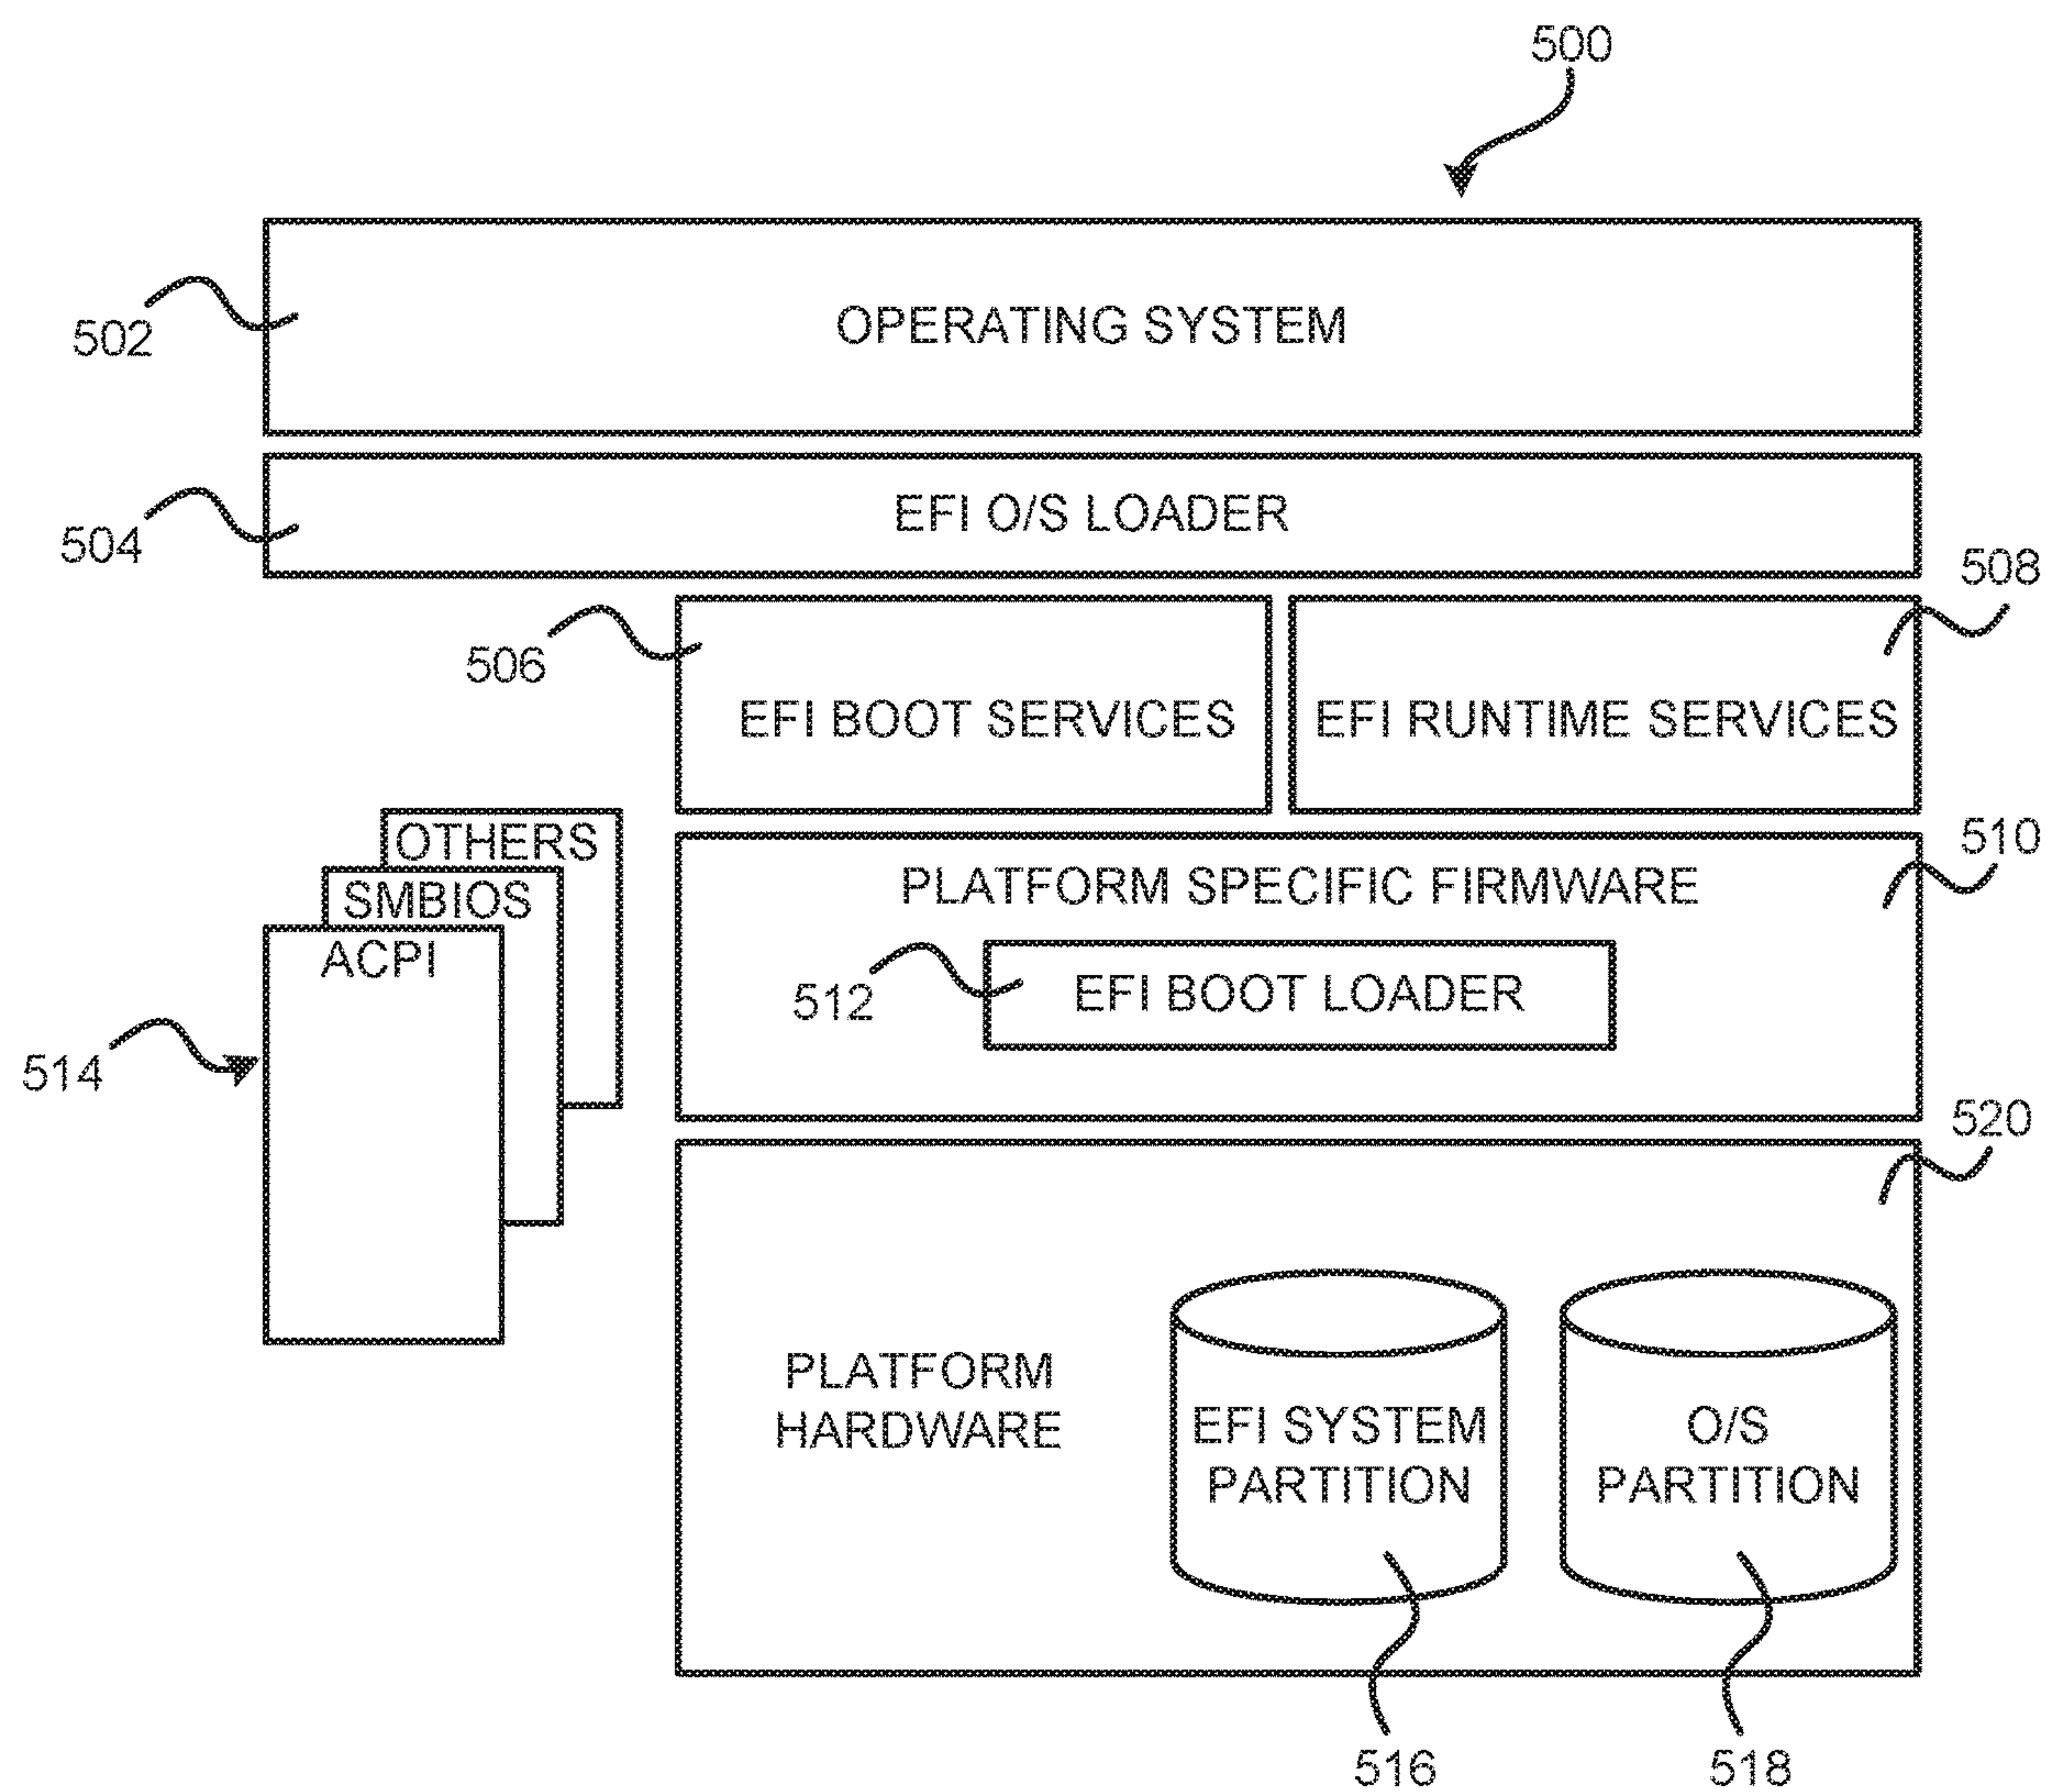 500
OPERATING SYSTEM
502
EFI O/S LOADER
504
508
506
EFI BOOT SERVICES
EFI RUNTIME SERVICES
OTHERS
510
SMBIOS
PLATFORM SPECIFIC FIRMWARE
ACPI
512
EFI BOOT LOADER
514
520
PLATFORM
HARDWARE
EFI SYSTEM
PARTITION
O/S
PARTITION
516
518